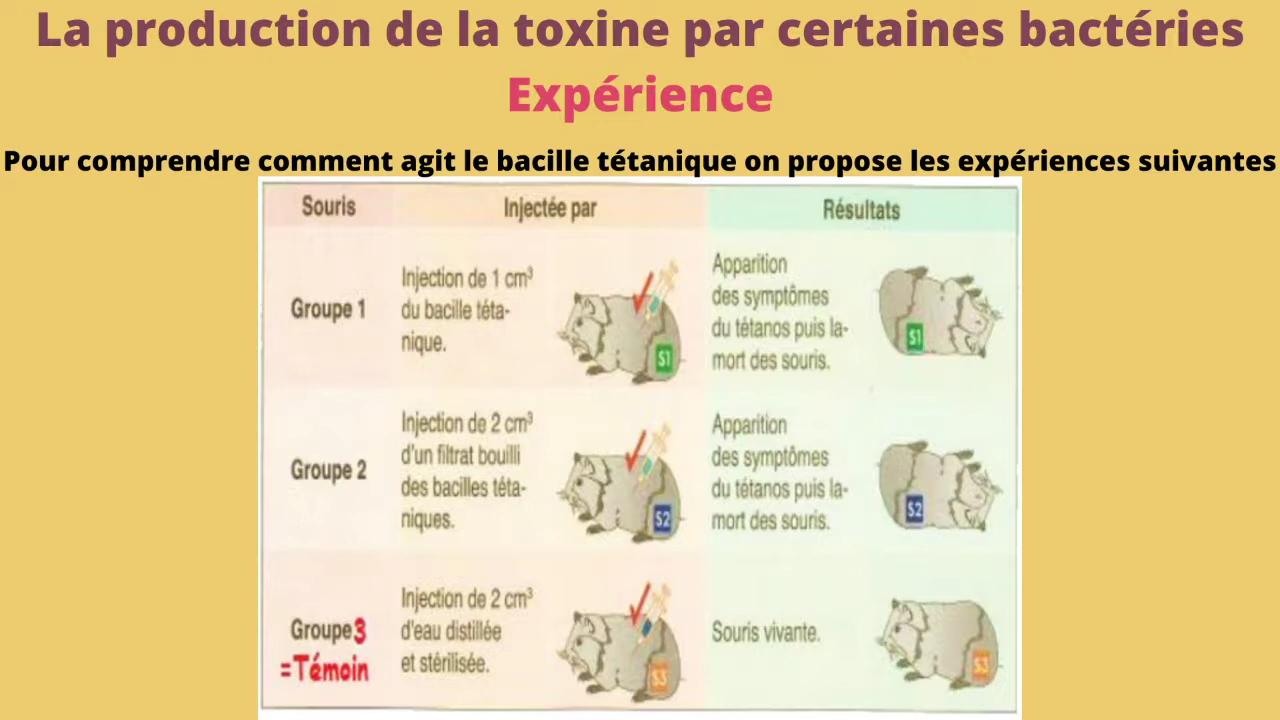 La production de la toxine par certaines bactéries
Expérience
Pour comprendre comment agit le bacille tétanique on propose les expériences suivantes
Souris
Injectée par
Résultats
Groupe 1
Injection de 1 cm³
du bacille téta-
nique.
S1
Apparition
des symptômes
du tétanos puis la-
mort des souris.
S1
Groupe 2
Injection de 2 cm³
d'un filtrat bouilli
des bacilles téta-
niques.
S2
Apparition
des symptômes
du tétanos puis la-
mort des souris.
S2
Groupe3
=Témoin
Injection de 2 cm³
d'eau distillée
et stérilisée.
S3
Souris vivante.
S3